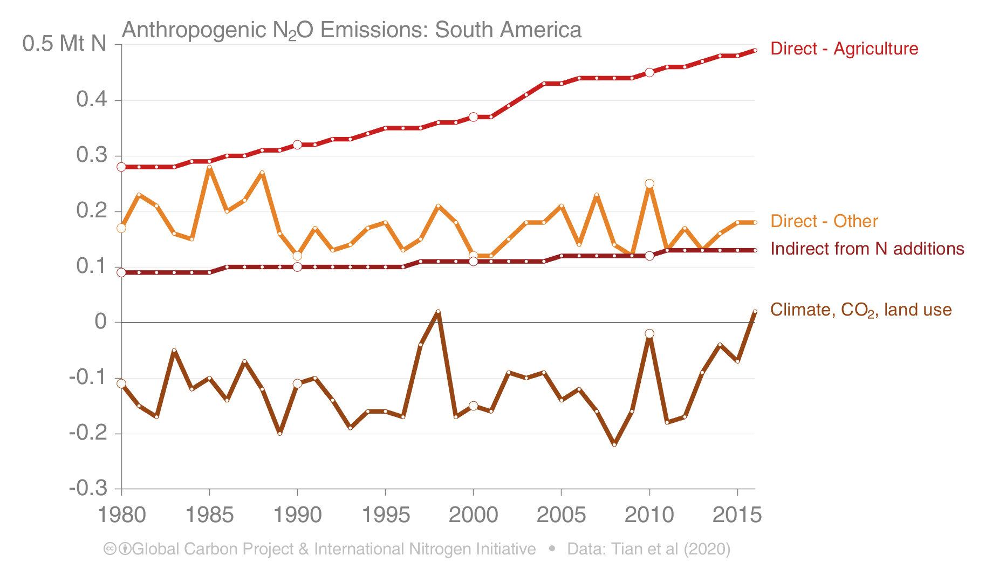 Anthropogenic N₂O Emissions: South America
0.5 Mt N
0.4
0.3
0.2
0.1
0
-0.1
-0.2
-0.3
Direct - Agriculture
Direct - Other
Indirect from N additions
Climate, CO₂, land use
1980 1985 1990 1995 2000 2005 2010 2015
cc Global Carbon Project & International Nitrogen Initiative • Data: Tian et al (2020)